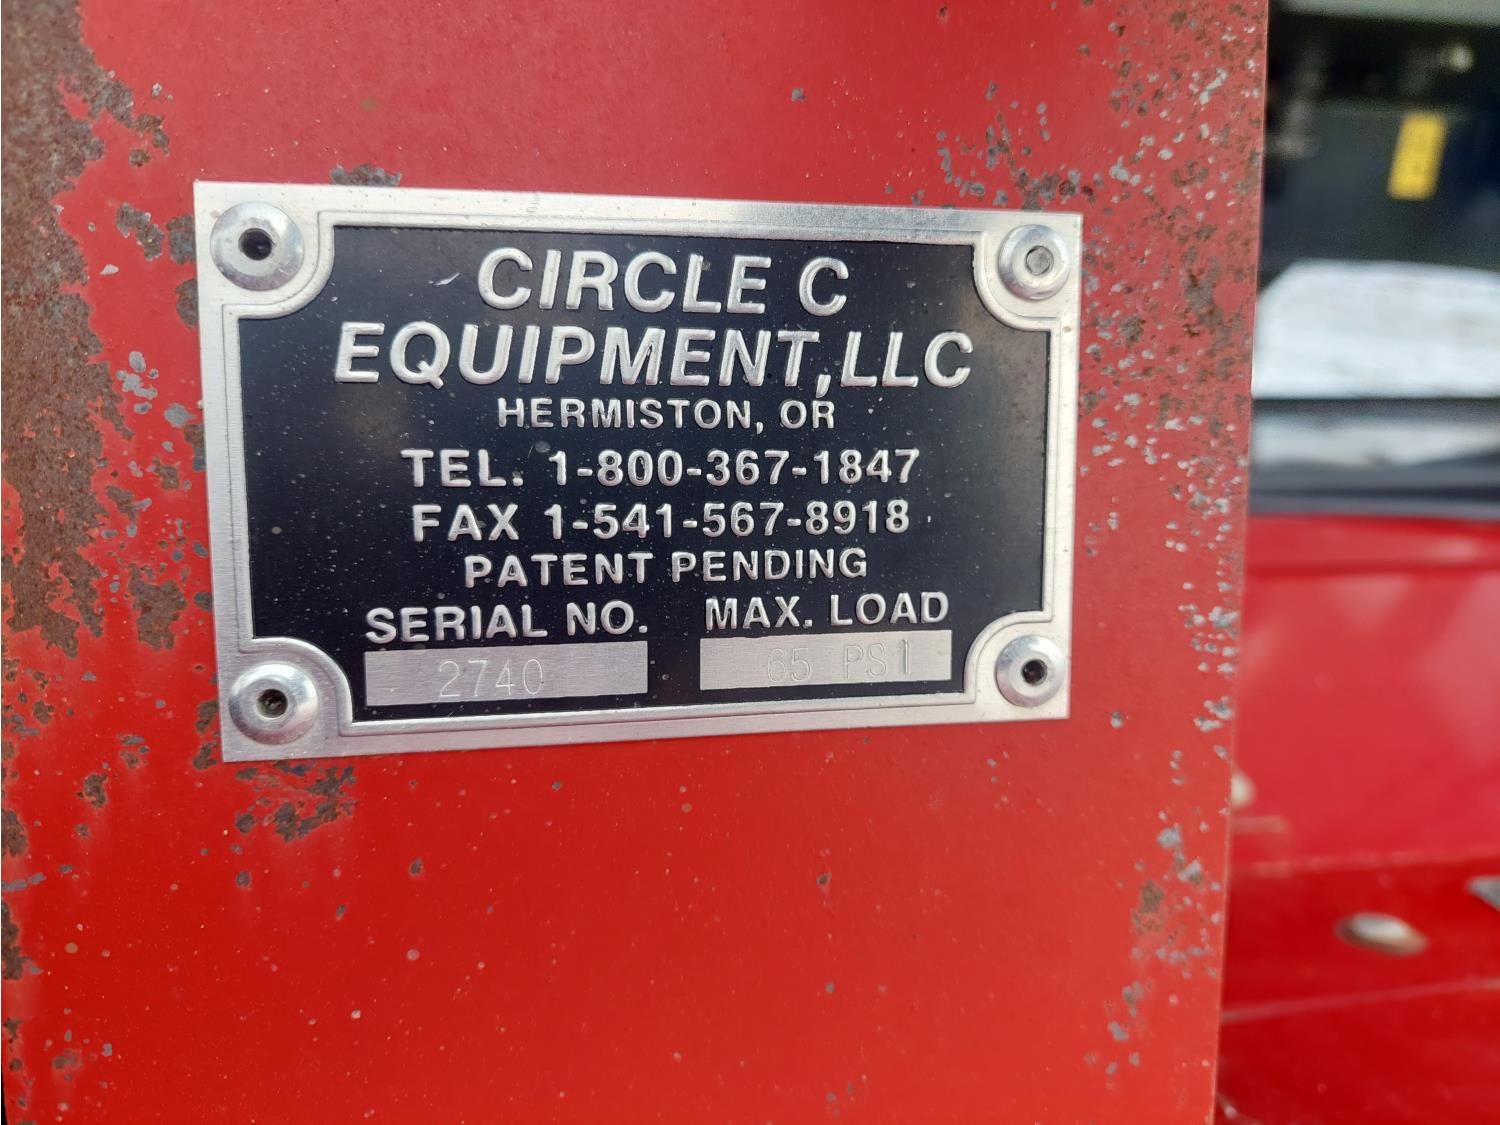 CIRCLE C
EQUIPMENT, LLC
HERMISTON, OR
TEL. 1-800-367-1847
FAX 1-541-567-8918
PATENT PENDING
SERIAL NO. MAX. LOAD
2740 65 PSI